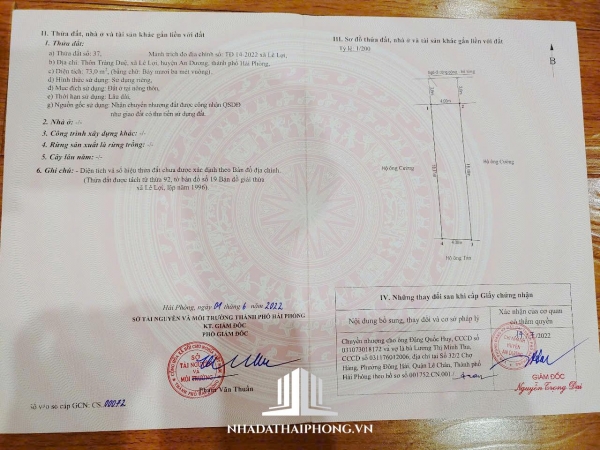 II. Thửa đất, nhà ở và tài sản khác gắn liền với đất
1. Thửa đất:
a) Thửa đất số: 37, Mảnh trích đo địa chính số: TĐ 14-2022 xã Lê Lợi,
b) Địa chỉ: Thôn Tràng Duệ, xã Lê Lợi, huyện An Dương, thành phố Hải Phòng,
c) Diện tích: 73,0 m², (bằng chữ: Bảy mươi ba mét vuông),
d) Hình thức sử dụng: Sử dụng riêng,
đ) Mục đích sử dụng: Đất ở tại nông thôn,
e) Thời hạn sử dụng: Lâu dài,
g) Nguồn gốc sử dụng: Nhận chuyển nhượng đất được công nhận QSDĐ
như giao đất có thu tiền sử dụng đất.
2. Nhà ở: -/-
3. Công trình xây dựng khác: -/-
4. Rừng sản xuất là rừng trồng: -/-
5. Cây lâu năm: -/-
6. Ghi chú: - Diện tích và số hiệu thửa đất chưa được xác định theo Bản đồ địa chính.
(Thửa đất được tách từ thửa 92, tờ bản đồ số 19 Bản đồ giải thửa
xã Lê Lợi, lập năm 1996).
Hải Phòng, ngày 01 tháng 6 năm 2022
SỞ TÀI NGUYÊN VÀ MÔI TRƯỜNG THÀNH PHỐ HẢI PHÒNG
KT. GIÁM ĐỐC
PHÓ GIÁM ĐỐC
SỞ
TÀI NGUYÊN
VÀ
MÔI TRƯỜNG
Phạm Văn Thuấn
Số vào sổ cấp GCN: CS 00072
III. Sơ đồ thửa đất, nhà ở và tài sản khác gắn liền với đất
Tỷ lệ 1/200
B
4.00m
Hộ ông Cường
Hộ ông Cường
Hộ ông Tân
IV. Những thay đổi sau khi cấp Giấy chứng nhận
Nội dung bổ sung, thay đổi và cơ sở pháp lý
Xác nhận của cơ quan
có thẩm quyền
Chuyển nhượng cho ông Đặng Quốc Huy, CCCD số
031073018172 và vợ là bà Lương Thị Minh Thu,
CCCD số 031176012006, địa chỉ tại Số 32/2 Chợ
Hàng, Phường Đông Hải, Quận Lê Chân, Thành phố
Hải Phòng theo hồ sơ số 001752.CN.001 /
GIÁM ĐỐC
Nguyễn Trọng Đại
NHADATHAIPHONG.VN